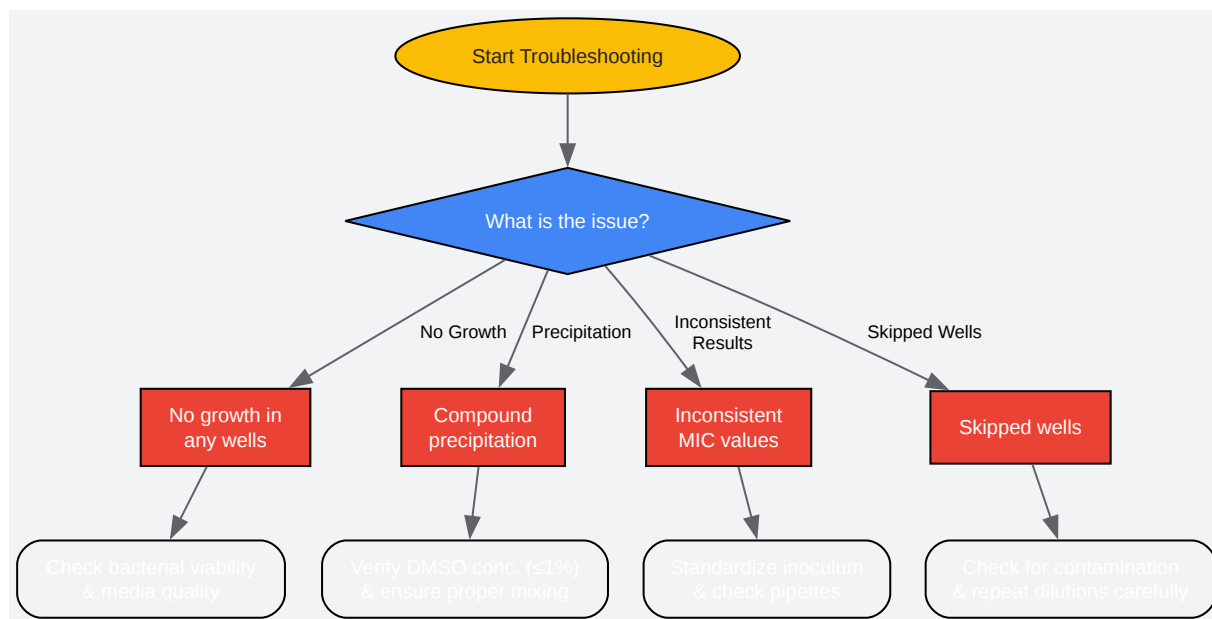 Start Troubleshooting
What is the issue?
No Growth
Precipitation
Inconsistent
Results
Skipped Wells
No growth in
any wells
Compound
precipitation
Inconsistent
MIC values
Skipped wells
Check bacterial viability
& media quality
Verify DMSO conc. (≤1%)
& ensure proper mixing
Standardize inoculum
& check pipettes
Check for contamination
& repeat dilutions carefully